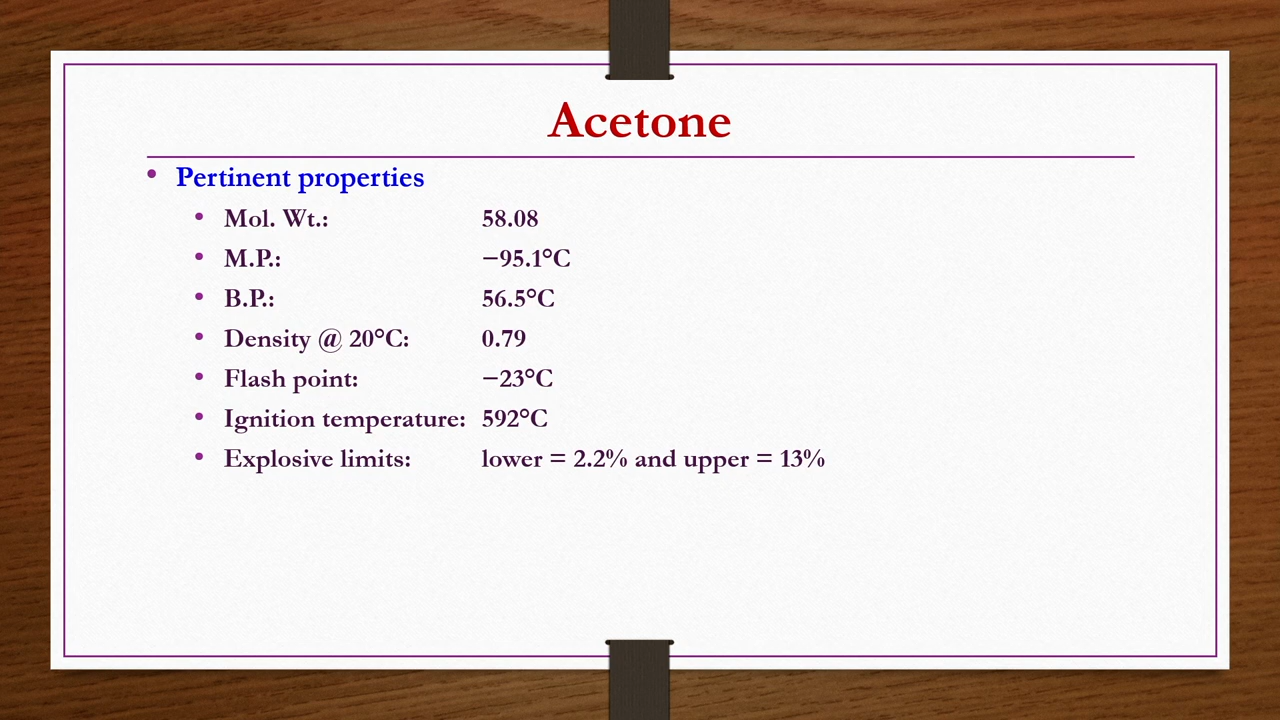 Acetone
• Pertinent properties
• Mol. Wt.: 58.08
• M.P.: −95.1°C
• B.P.: 56.5°C
• Density @ 20°C: 0.79
• Flash point: −23°C
• Ignition temperature: 592°C
• Explosive limits: lower = 2.2% and upper = 13%